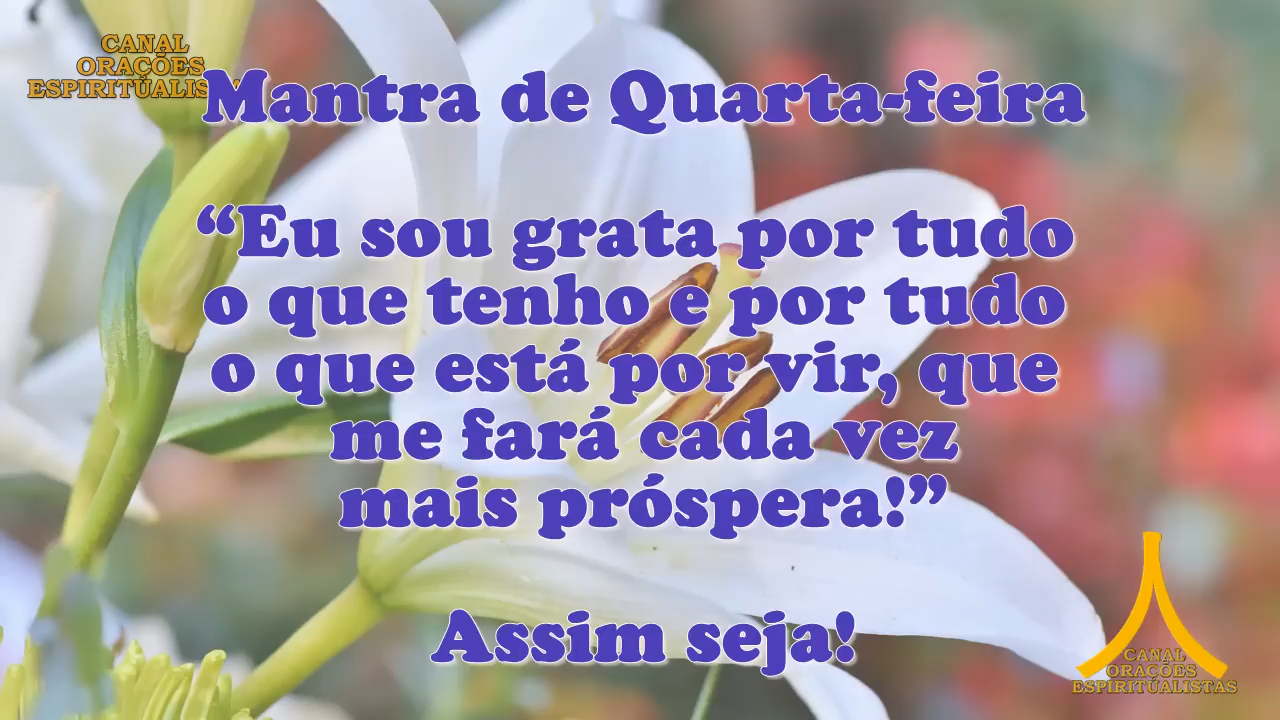 CANAL
ORAÇÕES
ESPIRITUALIS
Mantra de Quarta-feira
“Eu sou grata por tudo
o que tenho e por tudo
o que está por vir, que
me fará cada vez
mais próspera!”
Assim seja!
CANAL
ORAÇÕES
ESPIRITUALISTAS